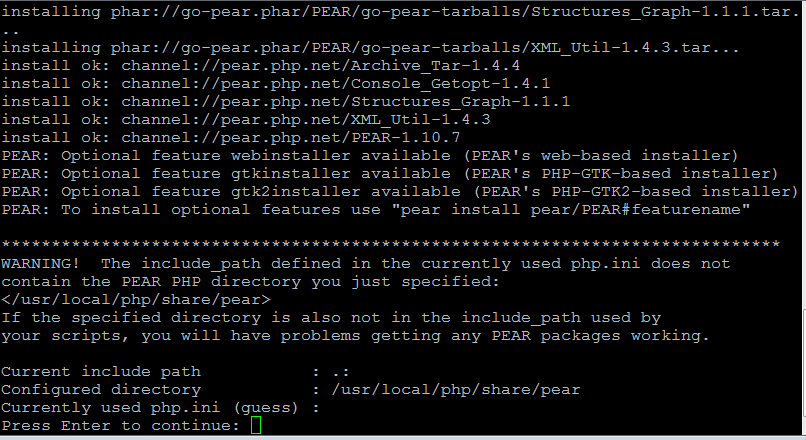 installing phar://go-pear.phar/PEAR/go-pear-tarballs/Structures_Graph-1.1.1.tar.
..
installing phar://go-pear.phar/PEAR/go-pear-tarballs/XML_Util-1.4.3.tar...
install ok: channel://pear.php.net/Archive_Tar-1.4.4
install ok: channel://pear.php.net/Console_Getopt-1.4.1
install ok: channel://pear.php.net/Structures_Graph-1.1.1
install ok: channel://pear.php.net/XML_Util-1.4.3
install ok: channel://pear.php.net/PEAR-1.10.7
PEAR: Optional feature webinstaller available (PEAR's web-based installer)
PEAR: Optional feature gtkinstaller available (PEAR's PHP-GTK-based installer)
PEAR: Optional feature gtk2installer available (PEAR's PHP-GTK2-based installer)
PEAR: To install optional features use "pear install pear/PEAR#featurename"
******************************************************************************
WARNING!  The include_path defined in the currently used php.ini does not
contain the PEAR PHP directory you just specified:
</usr/local/php/share/pear>
If the specified directory is also not in the include_path used by
your scripts, you will have problems getting any PEAR packages working.
Current include path           : .:
Configured directory           : /usr/local/php/share/pear
Currently used php.ini (guess) :
Press Enter to continue: